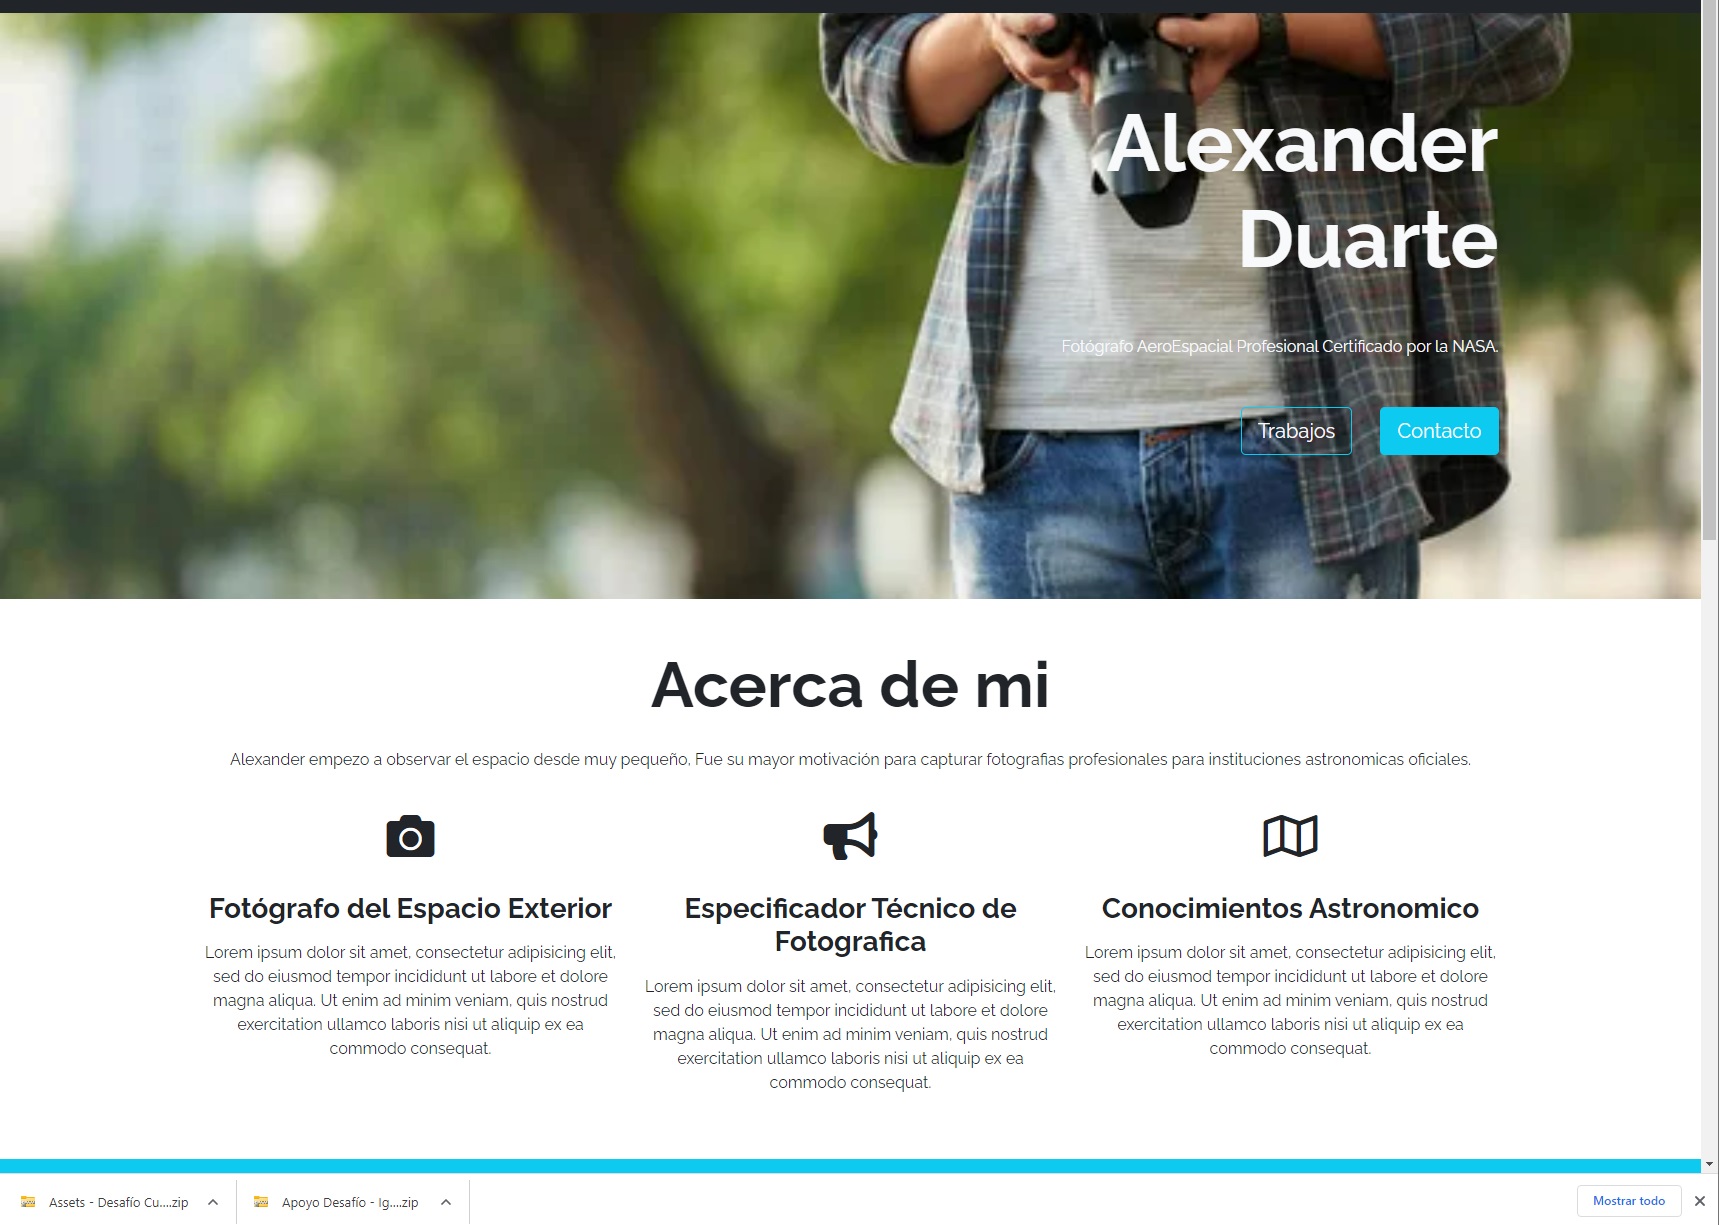 Alexander
Duarte
Fotógrafo AeroEspacial Profesional Certificado por la NASA.
Trabajos
Contacto
Acerca de mi
Alexander empezo a observar el espacio desde muy pequeño, Fue su mayor motivación para capturar fotografias profesionales para instituciones astronomicas oficiales.
Fotógrafo del Espacio Exterior
Lorem ipsum dolor sit amet, consectetur adipisicing elit,
sed do eiusmod tempor incididunt ut labore et dolore
magna aliqua. Ut enim ad minim veniam, quis nostrud
exercitation ullamco laboris nisi ut aliquip ex ea
commodo consequat.
Especificador Técnico de
Fotografica
Lorem ipsum dolor sit amet, consectetur adipisicing elit,
sed do eiusmod tempor incididunt ut labore et dolore
magna aliqua. Ut enim ad minim veniam, quis nostrud
exercitation ullamco laboris nisi ut aliquip ex ea
commodo consequat.
Conocimientos Astronomico
Lorem ipsum dolor sit amet, consectetur adipisicing elit,
sed do eiusmod tempor incididunt ut labore et dolore
magna aliqua. Ut enim ad minim veniam, quis nostrud
exercitation ullamco laboris nisi ut aliquip ex ea
commodo consequat.
Assets - Desafío Cu....zip
Apoyo Desafío - Ig....zip
Mostrar todo